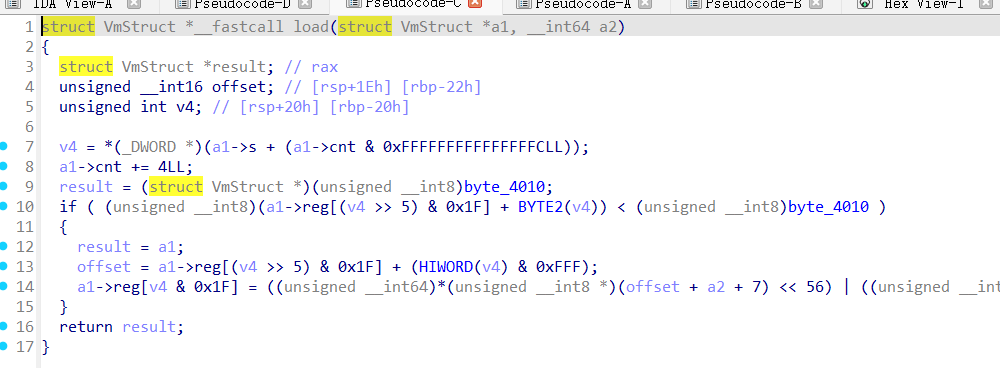 IDA View-A Pseudocode-D Pseudocode-C Pseudocode-A Pseudocode-B Hex View-1
1 struct VmStruct *__fastcall load(struct VmStruct *a1, __int64 a2)
2 {
3 struct VmStruct *result; // rax
4 unsigned __int16 offset; // [rsp+1Eh] [rbp-22h]
5 unsigned int v4; // [rsp+20h] [rbp-20h]
6
7 v4 = *(_DWORD *)(a1->s + (a1->cnt & 0xFFFFFFFFFFFFFFFCLL));
8 a1->cnt += 4LL;
9 result = (struct VmStruct *)(unsigned __int8)byte_4010;
10 if ( (unsigned __int8)(a1->reg[(v4 >> 5) & 0x1F] + BYTE2(v4)) < (unsigned __int8)byte_4010 )
11 {
12 result = a1;
13 offset = a1->reg[(v4 >> 5) & 0x1F] + (HIWORD(v4) & 0xFFF);
14 a1->reg[v4 & 0x1F] = ((unsigned __int64)*(unsigned __int8 *)(offset + a2 + 7) << 56) | ((unsigned __int
15 }
16 return result;
17 }